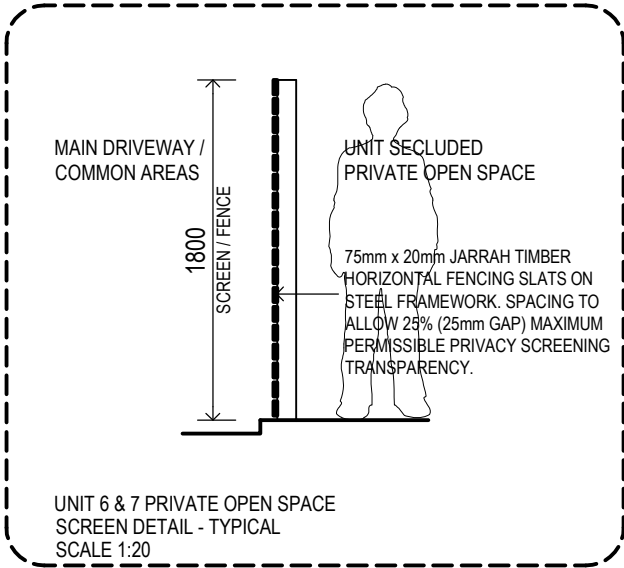 MAIN DRIVEWAY /
COMMON AREAS
1800
SCREEN / FENCE
UNIT SECLUDED
PRIVATE OPEN SPACE
75mm x 20mm JARRAH TIMBER
HORIZONTAL FENCING SLATS ON
STEEL FRAMEWORK. SPACING TO
ALLOW 25% (25mm GAP) MAXIMUM
PERMISSIBLE PRIVACY SCREENING
TRANSPARENCY.
UNIT 6 & 7 PRIVATE OPEN SPACE
SCREEN DETAIL - TYPICAL
SCALE 1:20